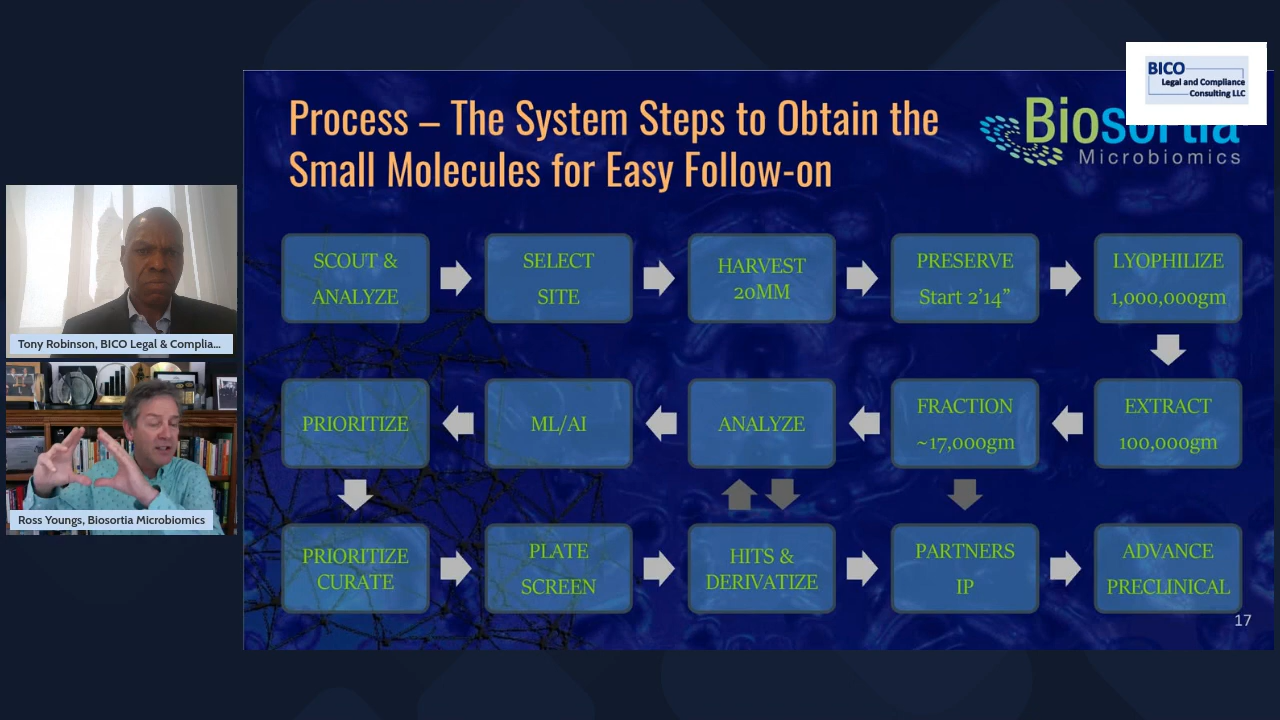 BICO
Legal and Compliance
Consulting LLC
Process – The System Steps to Obtain the
Small Molecules for Easy Follow-on
Biosortia
Microbiomics
SCOUT &
ANALYZE
SELECT
SITE
HARVEST
20MM
PRESERVE
Start 2’14”
LYOPHILIZE
1,000,000gm
PRIORITIZE
ML/AI
ANALYZE
FRACTION
~17,000gm
EXTRACT
100,000gm
PRIORITIZE
CURATE
PLATE
SCREEN
HITS &
DERIVATIZE
PARTNERS
IP
ADVANCE
PRECLINICAL
17
Tony Robinson, BICO Legal & Complia...
Ross Youngs, Biosortia Microbiomics